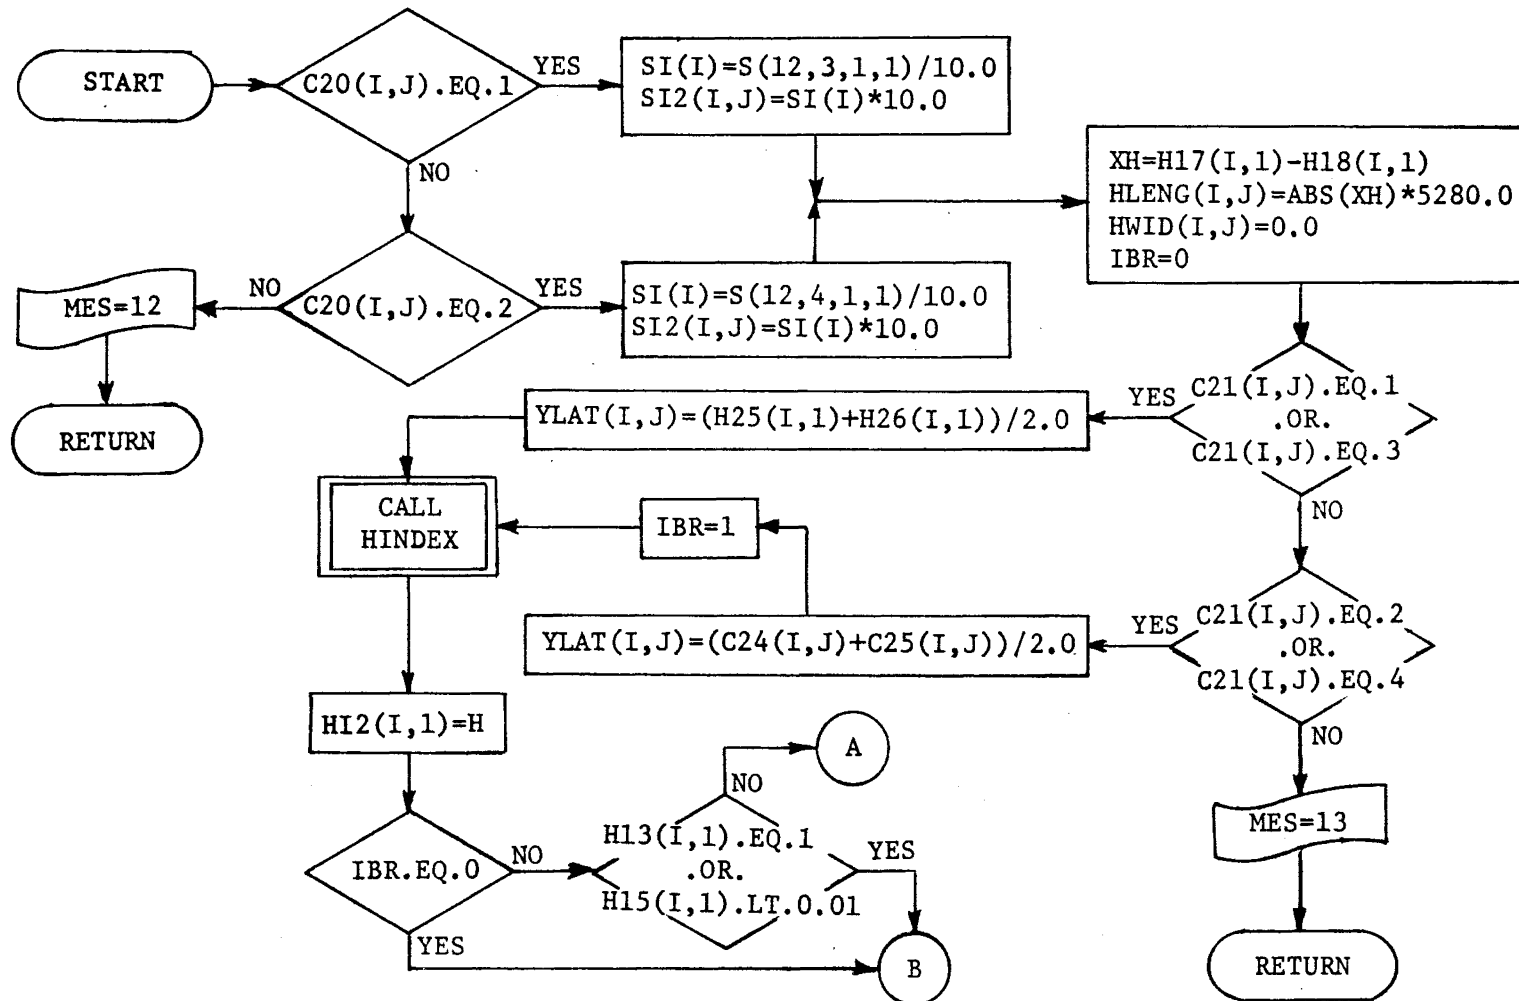 START
C20(I,J).EQ.1
YES
SI(I)=S(12,3,1,1)/10.0
SI2(I,J)=SI(I)*10.0
NO
XH=H17(I,1)-H18(I,1)
HLENG(I,J)=ABS(XH)*5280.0
HWID(I,J)=0.0
IBR=0
C20(I,J).EQ.2
YES
NO
SI(I)=S(12,4,1,1)/10.0
SI2(I,J)=SI(I)*10.0
MES=12
RETURN
C21(I,J).EQ.1
.OR.
C21(I,J).EQ.3
YES
YLAT(I,J)=(H25(I,1)+H26(I,1))/2.0
NO
CALL
HINDEX
IBR=1
C21(I,J).EQ.2
.OR.
C21(I,J).EQ.4
YES
YLAT(I,J)=(C24(I,J)+C25(I,J))/2.0
NO
MES=13
RETURN
HI2(I,1)=H
IBR.EQ.0
NO
YES
H13(I,1).EQ.1
.OR.
H15(I,1).LT.0.01
NO
A
YES
B